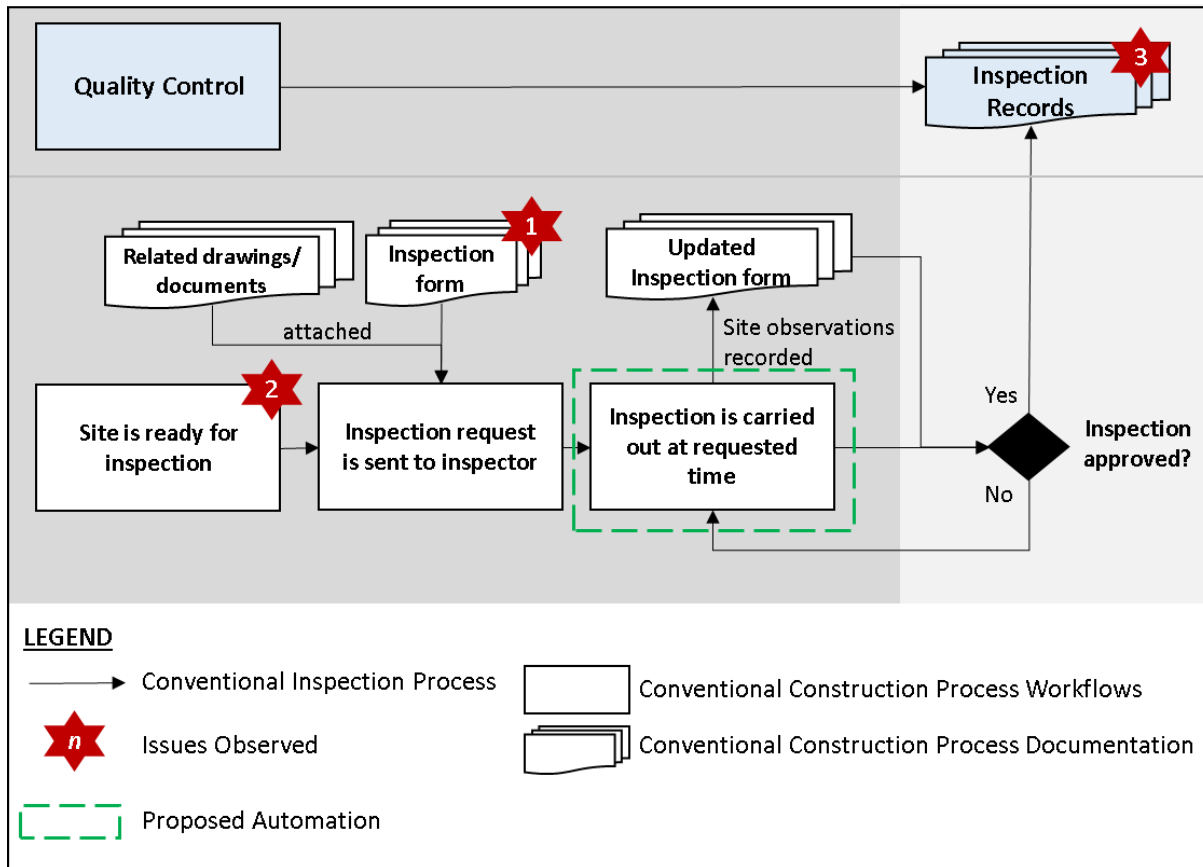 Quality Control
Inspection
Records
3
Related drawings/
documents
Inspection
form
1
Updated
Inspection form
attached
Site observations
recorded
2
Site is ready for
inspection
Inspection request
is sent to inspector
Inspection is carried
out at requested
time
Yes
Inspection
approved?
No
LEGEND
Conventional Inspection Process
Conventional Construction Process Workflows
n
Issues Observed
Conventional Construction Process Documentation
Proposed Automation